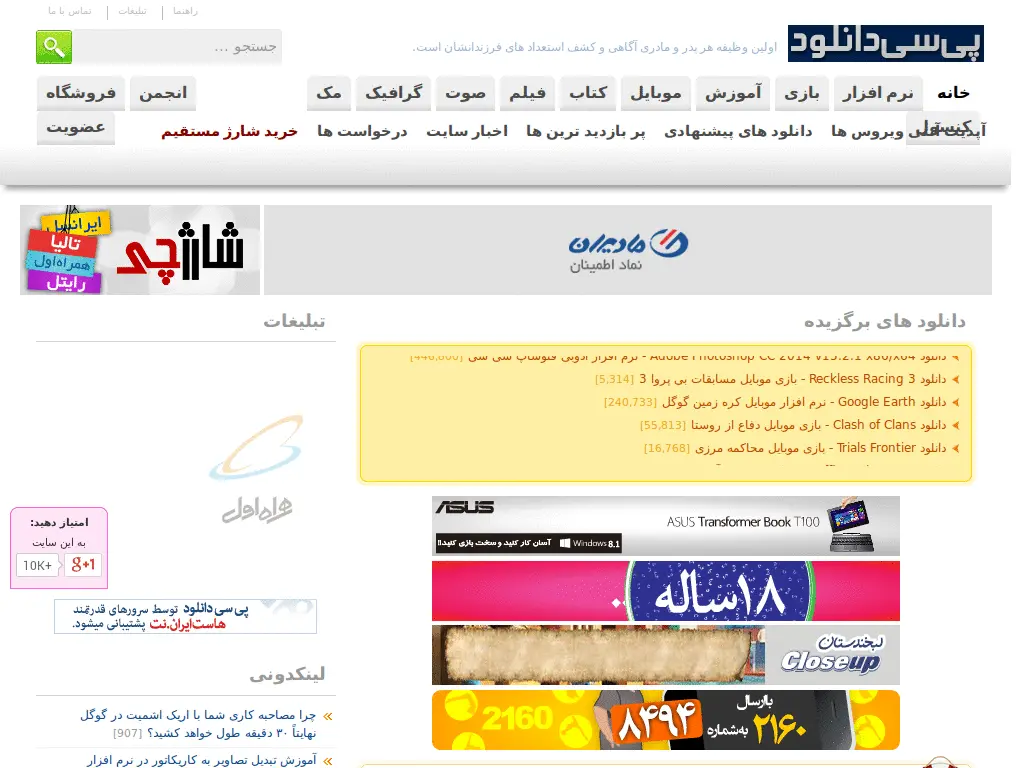 راهنما
تبلیغات
تماس با ما
پی‌سی‌دانلود
اولین وظیفه هر پدر و مادری آگاهی و کشف استعداد های فرزندانشان است.
جستجو ...
خانه
نرم افزار
بازی
آموزش
موبایل
کتاب
فیلم
صوت
گرافیک
مک
انجمن
فروشگاه
کنسول
عضویت
آپدیت آنتی ویروس ها
دانلود های پیشنهادی
پر بازدید ترین ها
اخبار سایت
درخواست ها
خرید شارژ مستقیم
مادیران
نماد اطمینان
شارژچی
ایرانسل
تالیا
همراه‌اول
رایتل
دانلود های برگزیده
دانلود Adobe Photoshop CC 2014 v15.2.1 x86/x64 - نرم افزار ادوبی فتوشاپ سی سی
دانلود Reckless Racing 3 - بازی موبایل مسابقات بی پروا 3 [5,314]
دانلود Google Earth - نرم افزار موبایل کره زمین گوگل [240,733]
دانلود Clash of Clans - بازی موبایل دفاع از روستا [55,813]
دانلود Trials Frontier - بازی موبایل محاکمه مرزی [16,768]
تبلیغات
همراه اول
ASUS
ASUS Transformer Book T100
آسان کار کنید و سخت بازی کنید!! Windows 8.1
۱۸ساله ..
لبخندستان
Closeup
2160
۸۴۹۴
با ارسال
به‌شماره ۲۱۶۰
امتیاز دهید:
به این سایت
10K+
g+1
پی سی دانلود توسط سرورهای قدرتمند
هاست‌ایران.نت پشتیبانی میشود.
لینکدونی
چرا مصاحبه کاری شما با اریک اشمیت در گوگل
نهایتاً ۳۰ دقیقه طول خواهد کشید؟ [907]
آموزش تبدیل تصاویر به کاریکاتور در نرم افزار